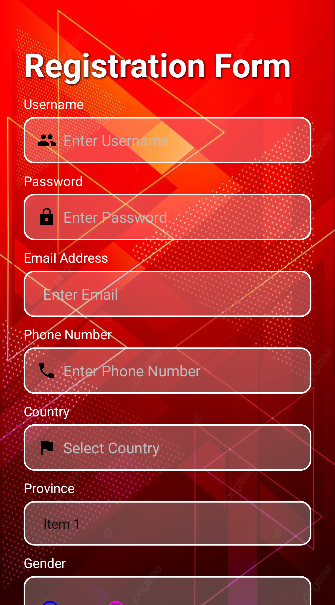 Registration Form
Username
Enter Username
Password
Enter Password
Email Address
Enter Email
Phone Number
Enter Phone Number
Country
Select Country
Province
Item 1
Gender